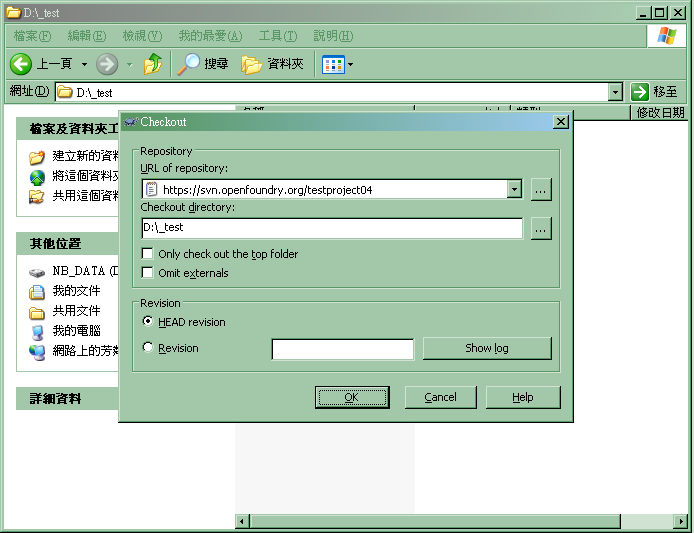 D:\_test
檔案(F) 編輯(E) 檢視(V) 我的最愛(A) 工具(T) 說明(H)
上一頁 搜尋 資料夾
網址(D) D:\_test 移至
修改日期
檔案及資料夾工
建立新的資料
將這個資料夾
共用這個資料
其他位置
NB_DATA (D
我的文件
共用文件
我的電腦
網路上的芳鄰
詳細資料
Checkout
Repository
URL of repository:
https://svn.openfoundry.org/testproject04
...
Checkout directory:
D:\_test
...
Only check out the top folder
Omit externals
Revision
HEAD revision
Revision
Show log
OK Cancel Help